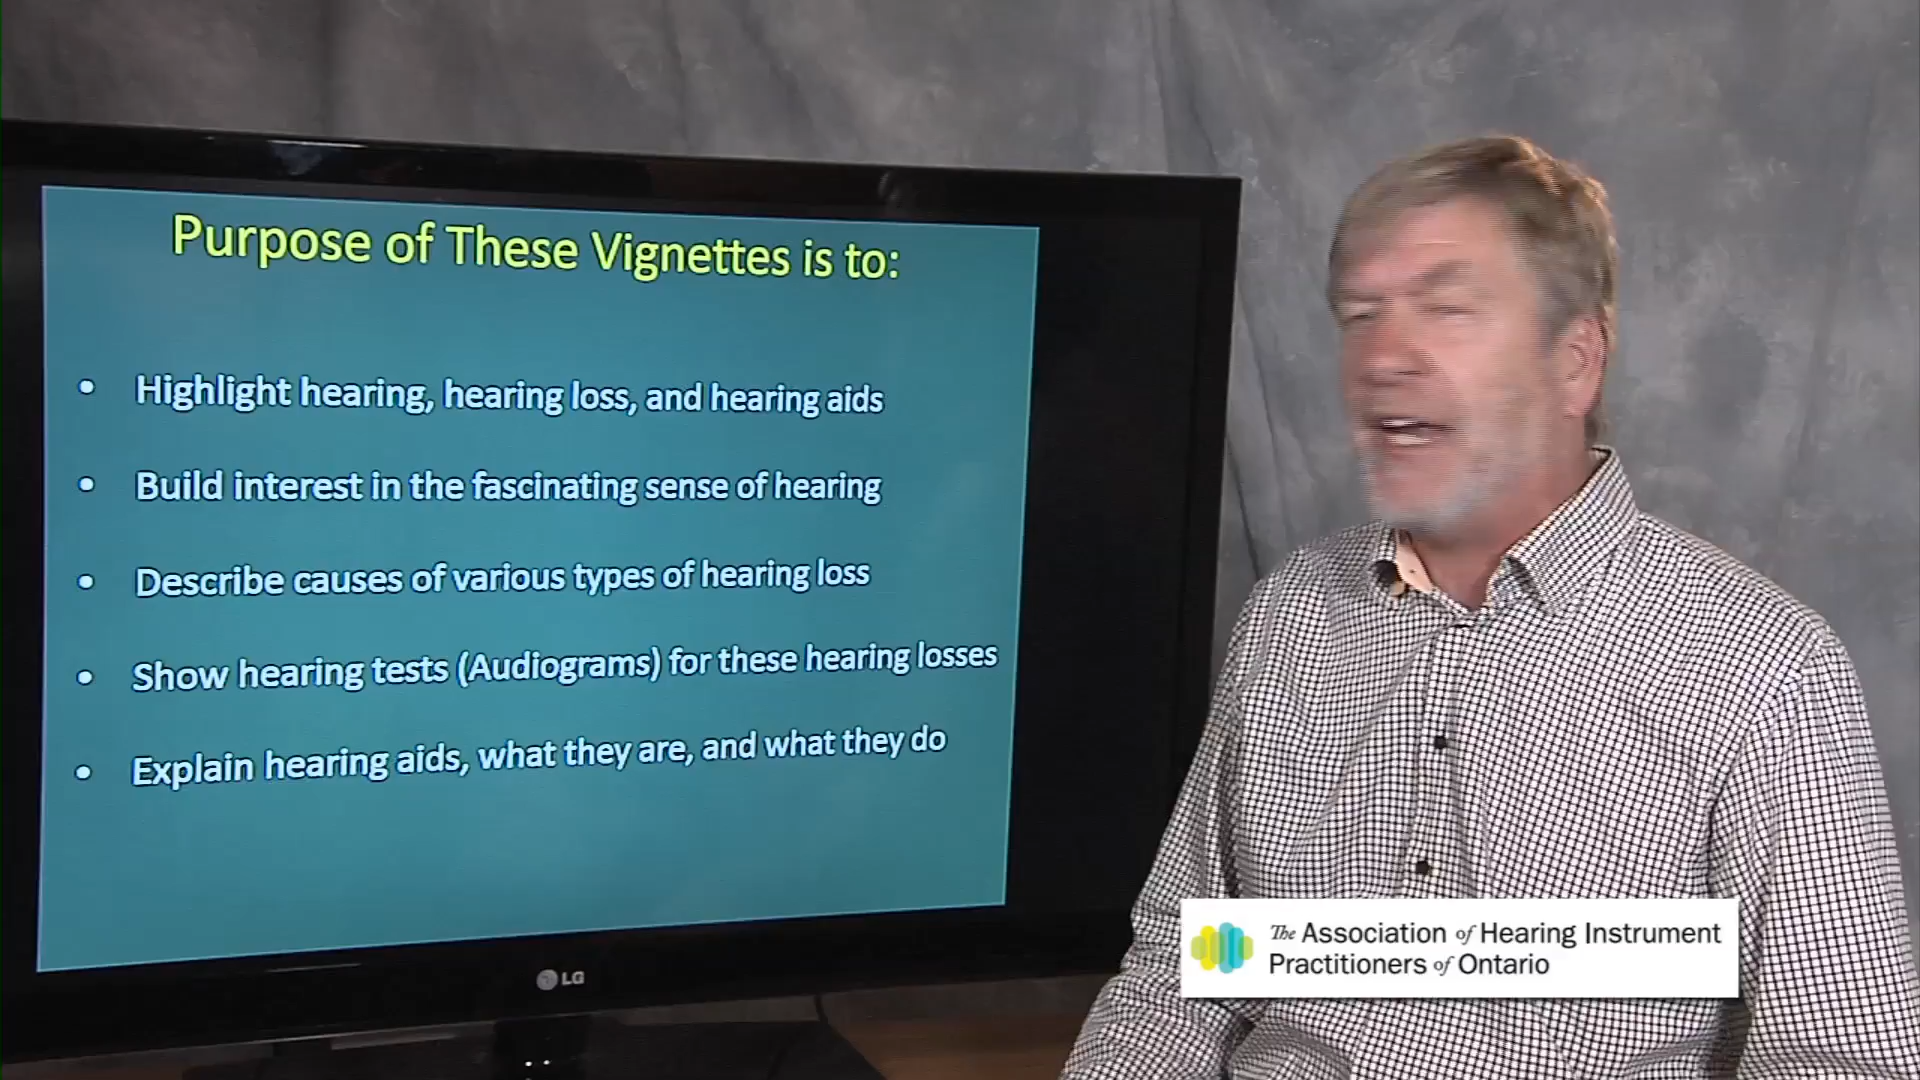 Purpose of These Vignettes is to:
• Highlight hearing, hearing loss, and hearing aids
• Build interest in the fascinating sense of hearing
• Describe causes of various types of hearing loss
• Show hearing tests (Audiograms) for these hearing losses
• Explain hearing aids, what they are, and what they do
LG
The Association of Hearing Instrument
Practitioners of Ontario